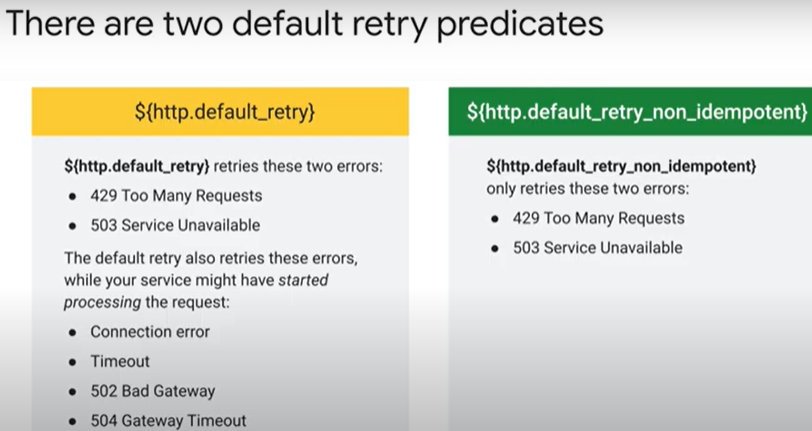 There are two default retry predicates
${http.default_retry}
${http.default_retry} retries these two errors:
• 429 Too Many Requests
• 503 Service Unavailable
The default retry also retries these errors,
while your service might have started
processing the request:
• Connection error
• Timeout
• 502 Bad Gateway
• 504 Gateway Timeout
${http.default_retry_non_idempotent}
${http.default_retry_non_idempotent}
only retries these two errors:
• 429 Too Many Requests
• 503 Service Unavailable